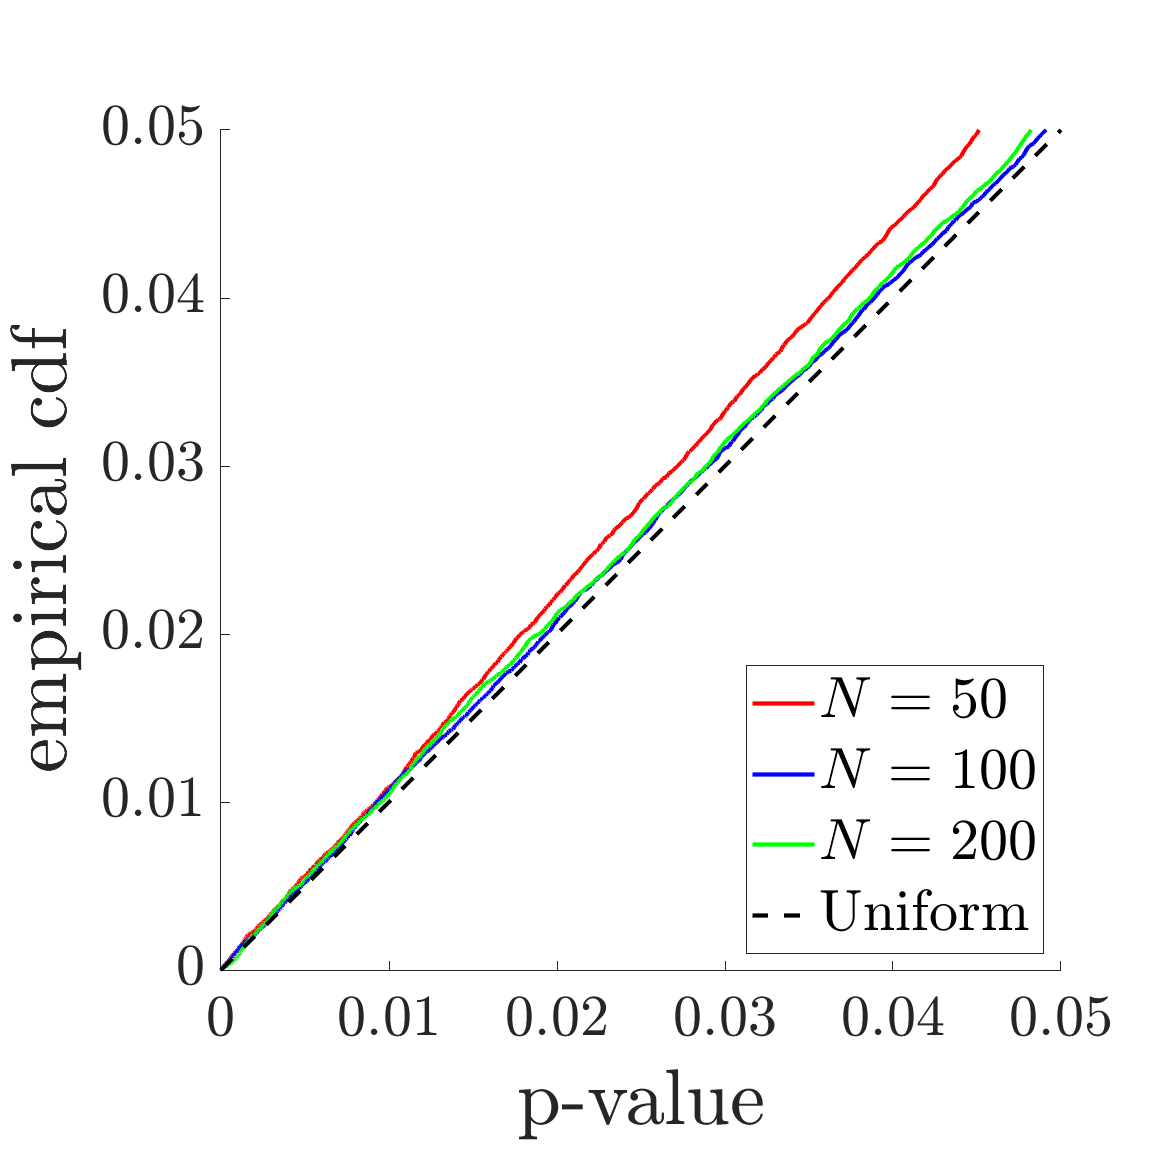 0.05
0.04
0.03
0.02
0.01
0
empirical cdf
0 0.01 0.02 0.03 0.04 0.05
p-value
N = 50
N = 100
N = 200
Uniform